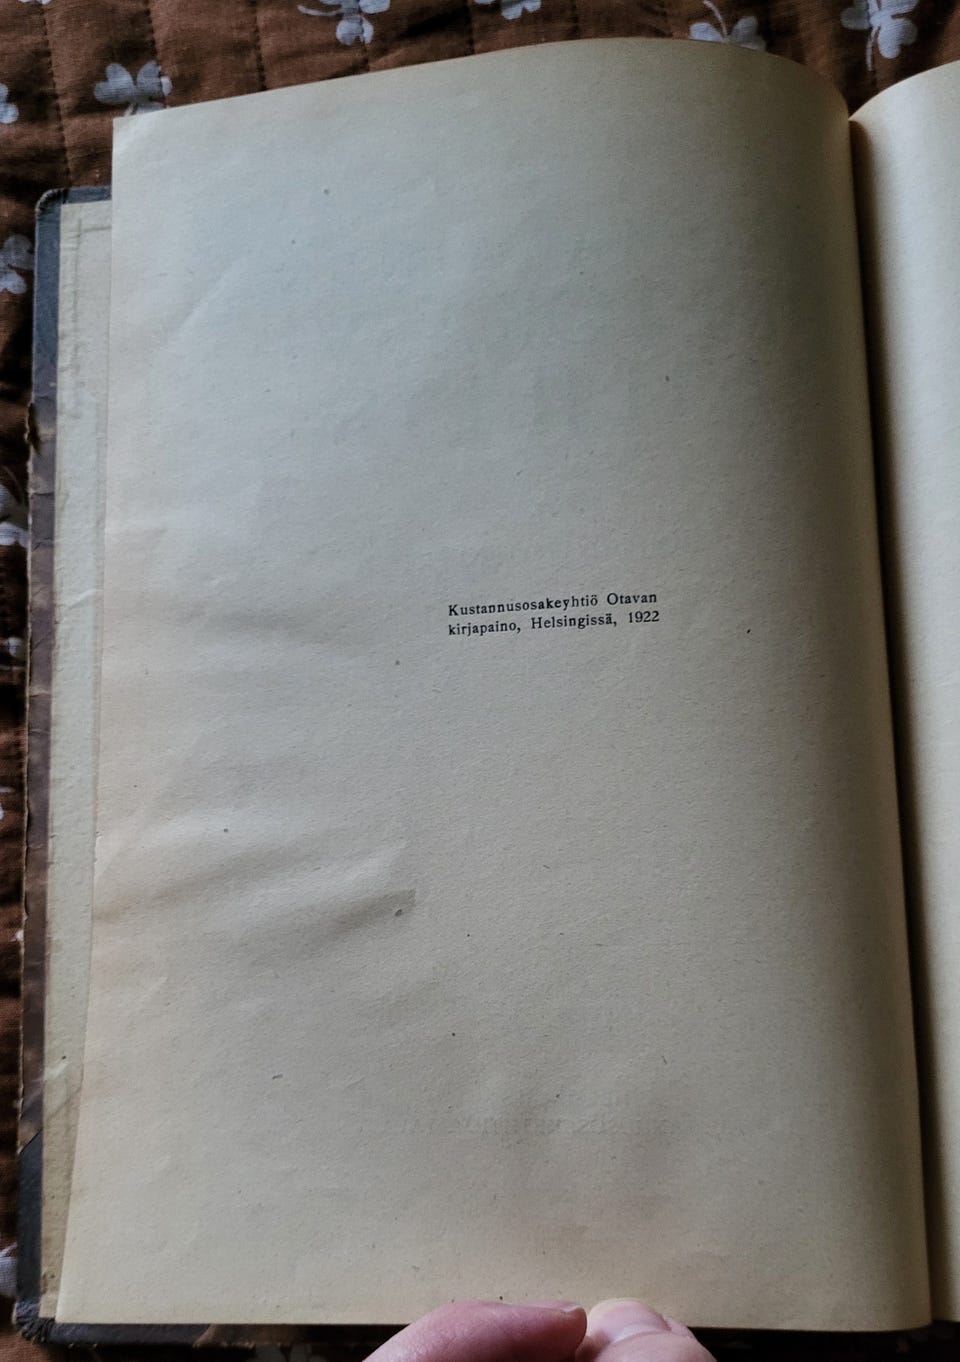 Kustannusosakeyhtiö Otavan
kirjapaino, Helsingissä, 1922